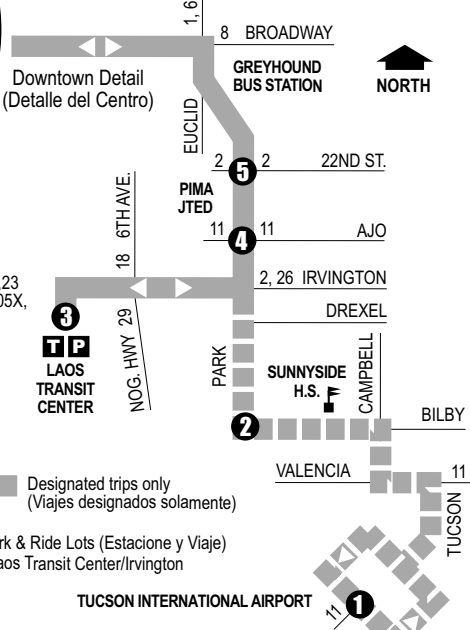 1, 6
8 BROADWAY
Downtown Detail
(Detalle del Centro)
GREYHOUND
BUS STATION
NORTH
EUCLID
2 5 2 22ND ST.
PIMA
JTED
18 6TH AVE.
11 4 11 AJO
,23
05X,
2, 26 IRVINGTON
3
T P
LAOS
TRANSIT
CENTER
NOG. HWY 29
DREXEL
PARK
SUNNYSIDE
H.S.
CAMPBELL
2
BILBY
VALENCIA
11
TUCSON
Designated trips only
(Viajes designados solamente)
rk & Ride Lots (Estacione y Viaje)
aos Transit Center/Irvington
TUCSON INTERNATIONAL AIRPORT
11
1